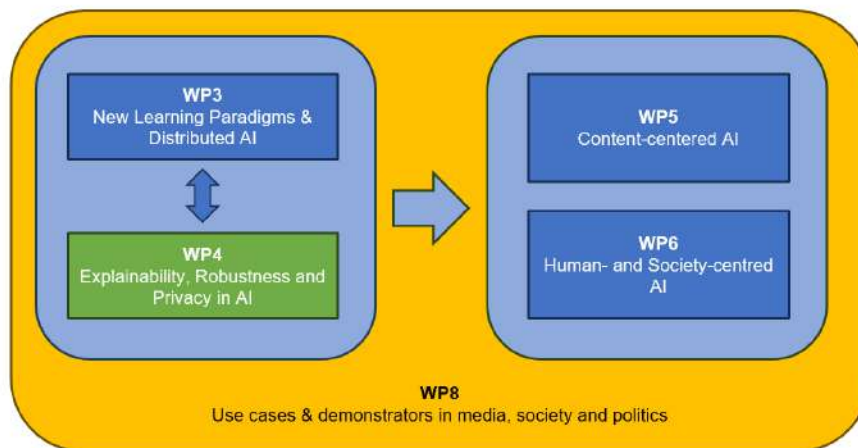 WP3
New Learning Paradigms &
Distributed AI
WP4
Explainability, Robustness and
Privacy in AI
WP5
Content-centered AI
WP6
Human- and Society-centred
AI
WP8
Use cases & demonstrators in media, society and politics